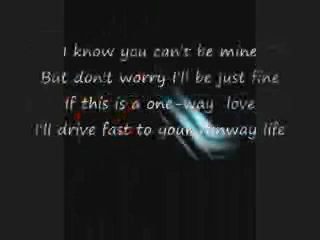 I know you can't be mine
But don't worry I'll be just fine
If this is a one-way love
I'll drive fast to your runway life